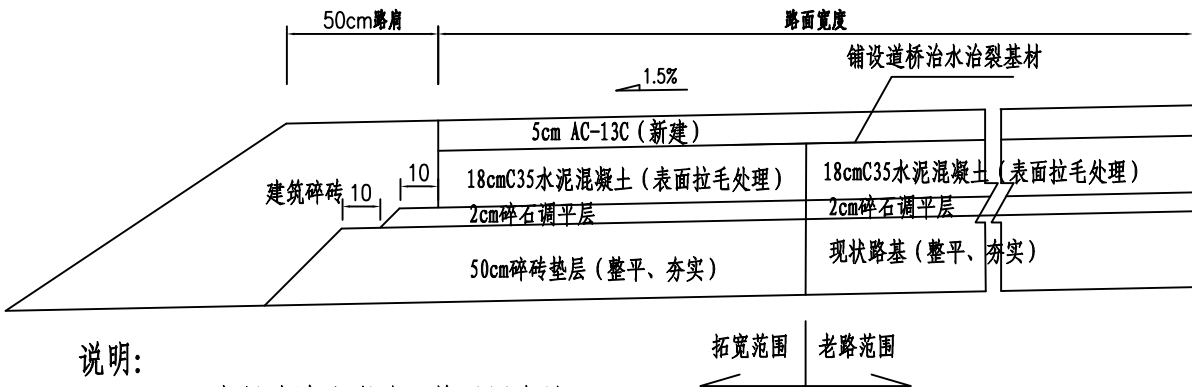 50cm路肩
路面宽度
铺设道桥治水治裂基材
1.5%
5cm AC-13C（新建）
建筑碎砖
10
10
18cmC35水泥混凝土（表面拉毛处理）
18cmC35水泥混凝土（表面拉毛处理）
2cm碎石调平层
2cm碎石调平层
50cm碎砖垫层（整平、夯实）
现状路基（整平、夯实）
拓宽范围
老路范围
说明: